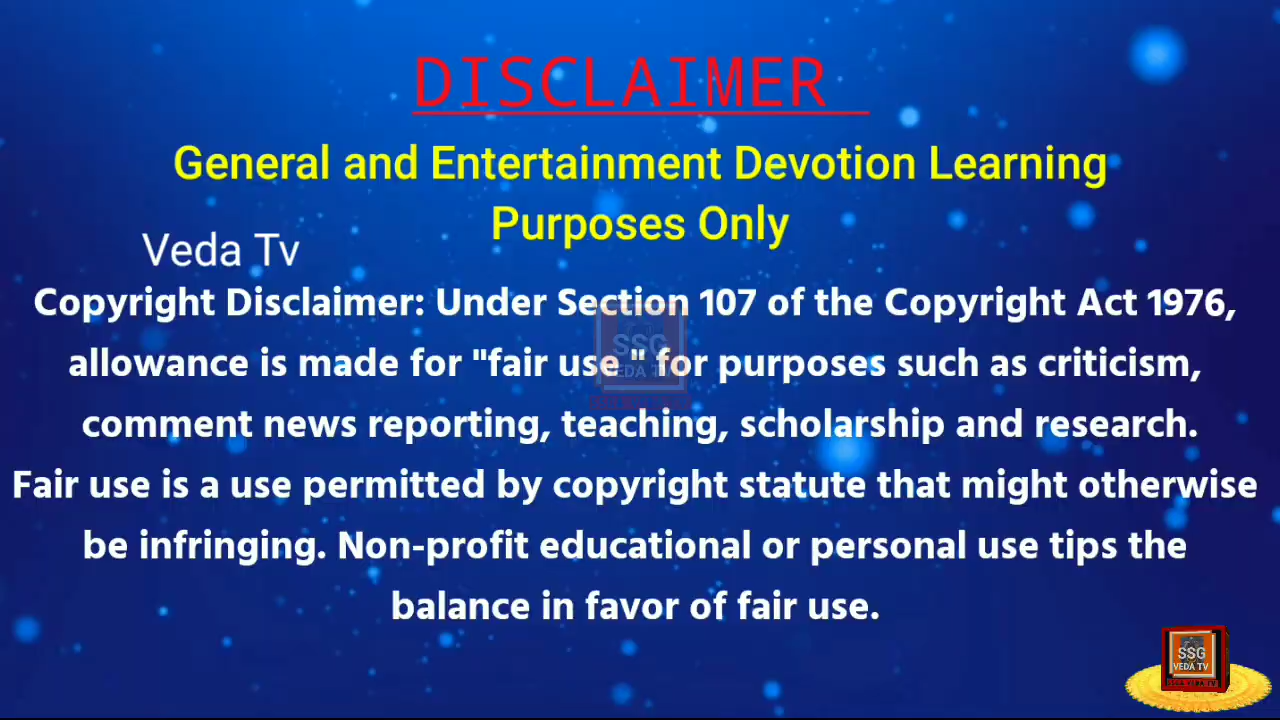 DISCLAIMER
General and Entertainment Devotion Learning
Purposes Only
Veda Tv
Copyright Disclaimer: Under Section 107 of the Copyright Act 1976,
allowance is made for "fair use " for purposes such as criticism,
comment news reporting, teaching, scholarship and research.
Fair use is a use permitted by copyright statute that might otherwise
be infringing. Non-profit educational or personal use tips the
balance in favor of fair use.
SSG
VEDA TV
SSG
VEDA TV